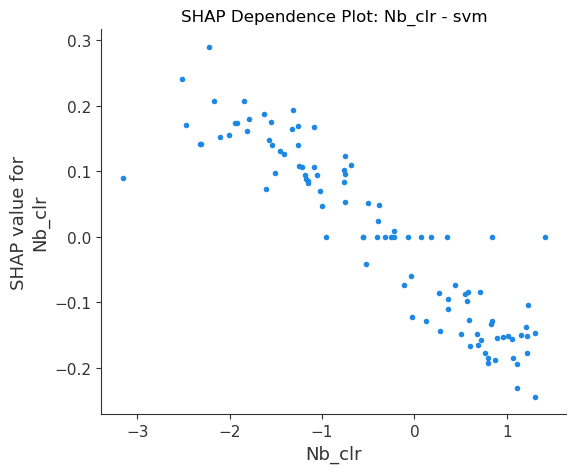 SHAP Dependence Plot: Nb_clr - svm
0.3
0.2
0.1
0.0
−0.1
−0.2
SHAP value for
Nb_clr
−3
−2
−1
0
1
Nb_clr